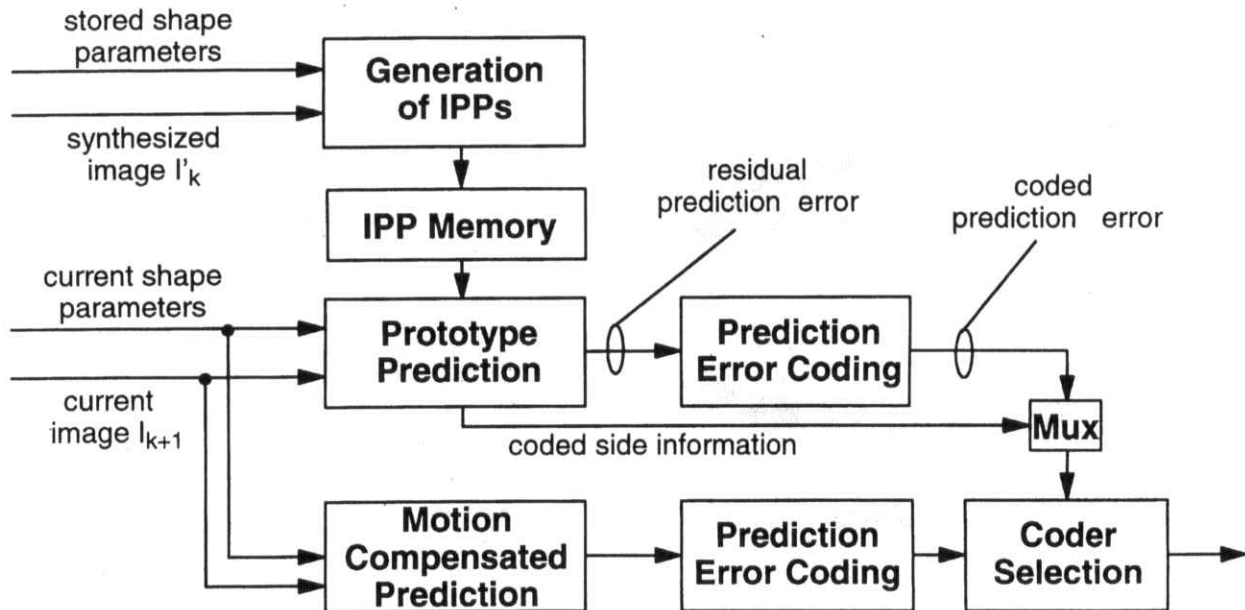 stored shape
parameters
Generation
of IPPs
synthesized
image I'k
residual
prediction error
coded
prediction error
IPP Memory
current shape
parameters
Prototype
Prediction
Prediction
Error Coding
current
image Ik+1
coded side information
Mux
Motion
Compensated
Prediction
Prediction
Error Coding
Coder
Selection